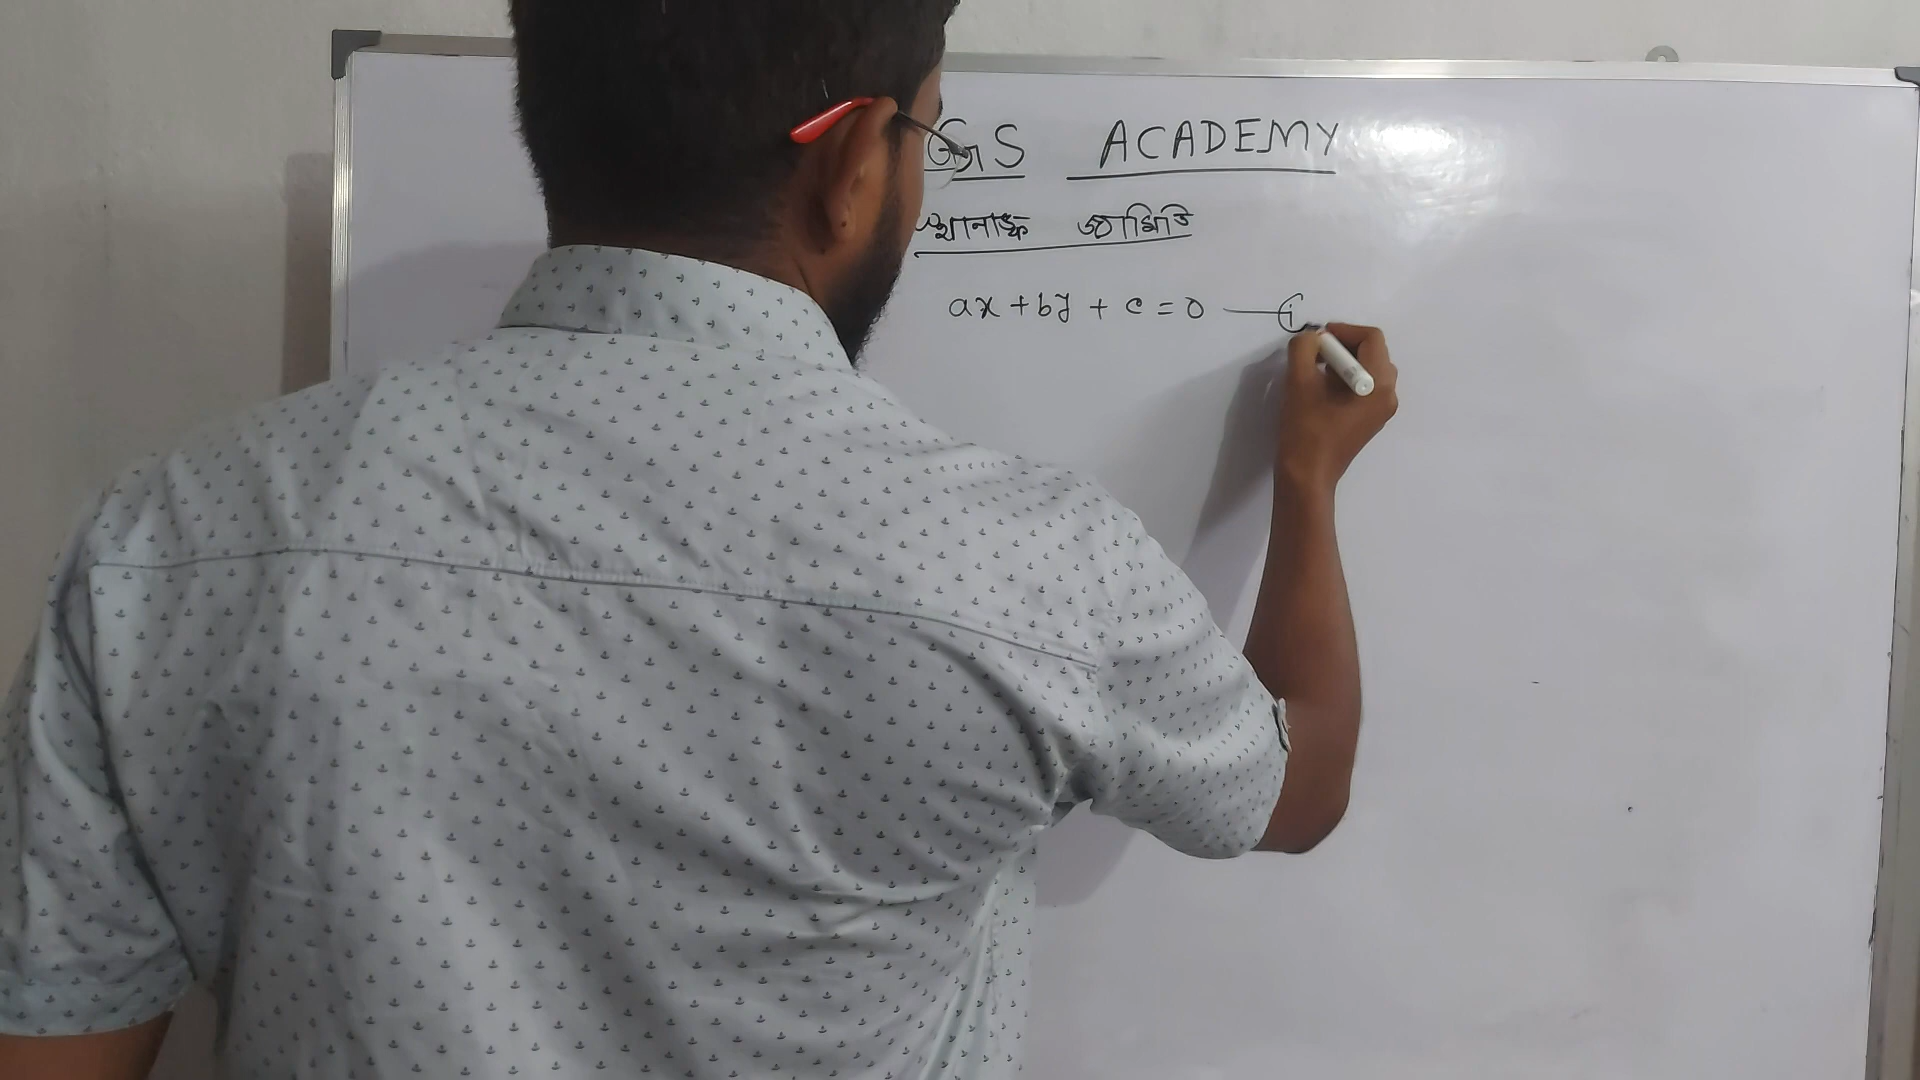 GS ACADEMY
স্থানাঙ্ক জ্যামিতি
ax + by + c = 0 — (i